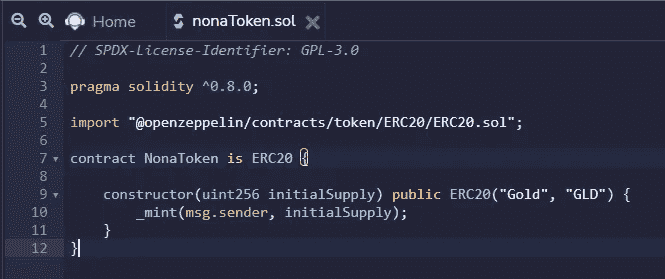 Home nonaToken.sol
1 // SPDX-License-Identifier: GPL-3.0
2
3 pragma solidity ^0.8.0;
4
5 import "@openzeppelin/contracts/token/ERC20/ERC20.sol";
6
7 contract NonaToken is ERC20 {
8
9 constructor(uint256 initialSupply) public ERC20("Gold", "GLD") {
10 _mint(msg.sender, initialSupply);
11 }
12 }